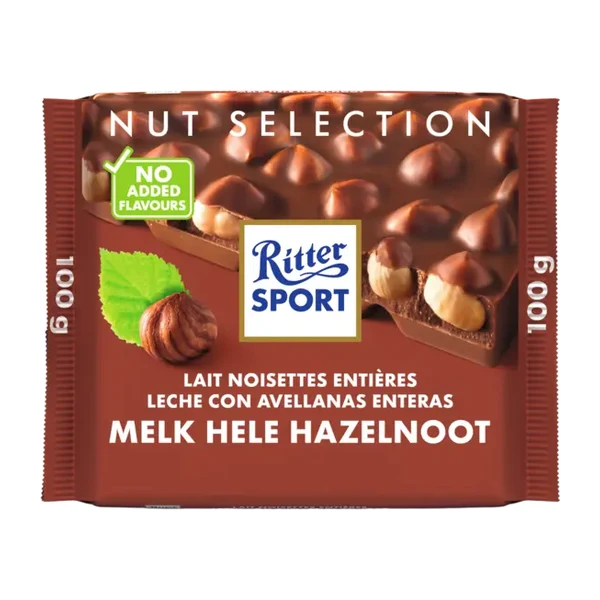 NUT SELECTION
NO
ADDED
FLAVOURS
100 g
100 g
Ritter
SPORT
LAIT NOISETTES ENTIÈRES
LECHE CON AVELLANAS ENTERAS
MELK HELE HAZELNOOT